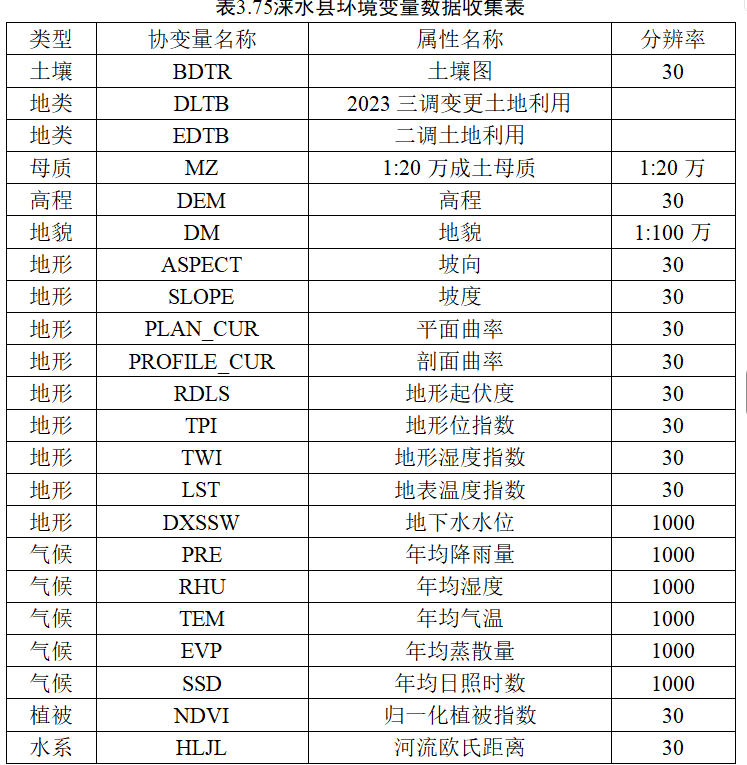 表3.75涞水县环境变量数据收集表
类型 协变量名称 属性名称 分辨率
土壤 BDTR 土壤图 30
地类 DLTB 2023 三调变更土地利用
地类 EDTB 二调土地利用
母质 MZ 1:20 万成土母质 1:20 万
高程 DEM 高程 30
地貌 DM 地貌 1:100 万
地形 ASPECT 坡向 30
地形 SLOPE 坡度 30
地形 PLAN_CUR 平面曲率 30
地形 PROFILE_CUR 剖面曲率 30
地形 RDLS 地形起伏度 30
地形 TPI 地形位指数 30
地形 TWI 地形湿度指数 30
地形 LST 地表温度指数 30
地形 DXSSW 地下水水位 1000
气候 PRE 年均降雨量 1000
气候 RHU 年均湿度 1000
气候 TEM 年均气温 1000
气候 EVP 年均蒸散量 1000
气候 SSD 年均日照时数 1000
植被 NDVI 归一化植被指数 30
水系 HLJL 河流欧氏距离 30